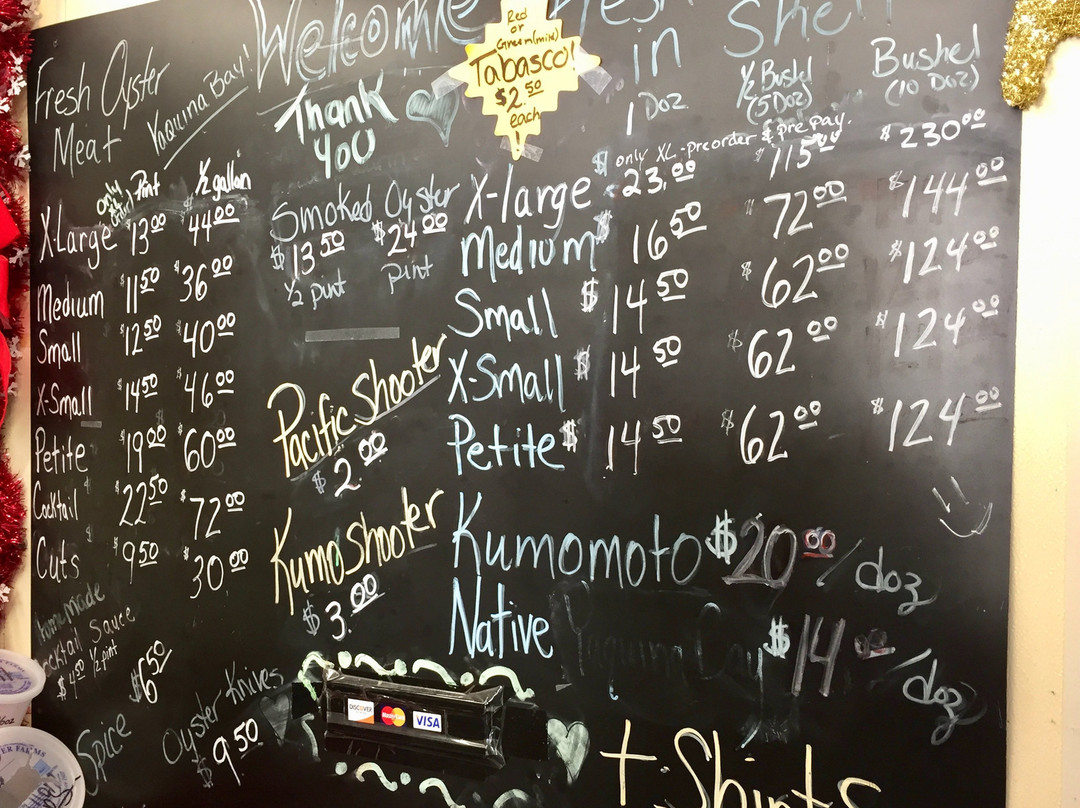 Welcome Fresh
in Shell
Red
or
Green(mild)
Tabasco!
$2.50
each
!
Fresh Oyster
Meat
Yaquina Bay!
Thank
You
only
Pint
1/2 gallon
X-Large $13.00 $44.00
Medium $11.50 $36.00
Small $12.50 $40.00
X-Small $14.50 $46.00
Petite $19.00 $60.00
Cocktail $22.50 $72.00
Cuts $9.50 $30.00
Homemade
Cocktail Sauce
$4.50 1/2 pint
$6.50
Spice
Oyster Knives
$9.50
Smoked Oyster
$13.50 $24.00
1/2 pint pint
Pacific Shooter
$2.00
Kumo Shooter
$3.00
DISCOVER
MasterCard
VISA
1 Doz
1/2 Bushel
(5 Doz)
Bushel
(10 Doz)
only XL-preorder & prepay.
X-large $23.00 $115.00 $230.00
Medium $16.50 $72.00 $144.00
Small $14.50 $62.00 $124.00
X-Small $14.50 $62.00 $124.00
Petite $14.50 $62.00 $124.00
Kumomoto $20.00/doz
Native $14.00/doz
T-Shirts
ER FARMS